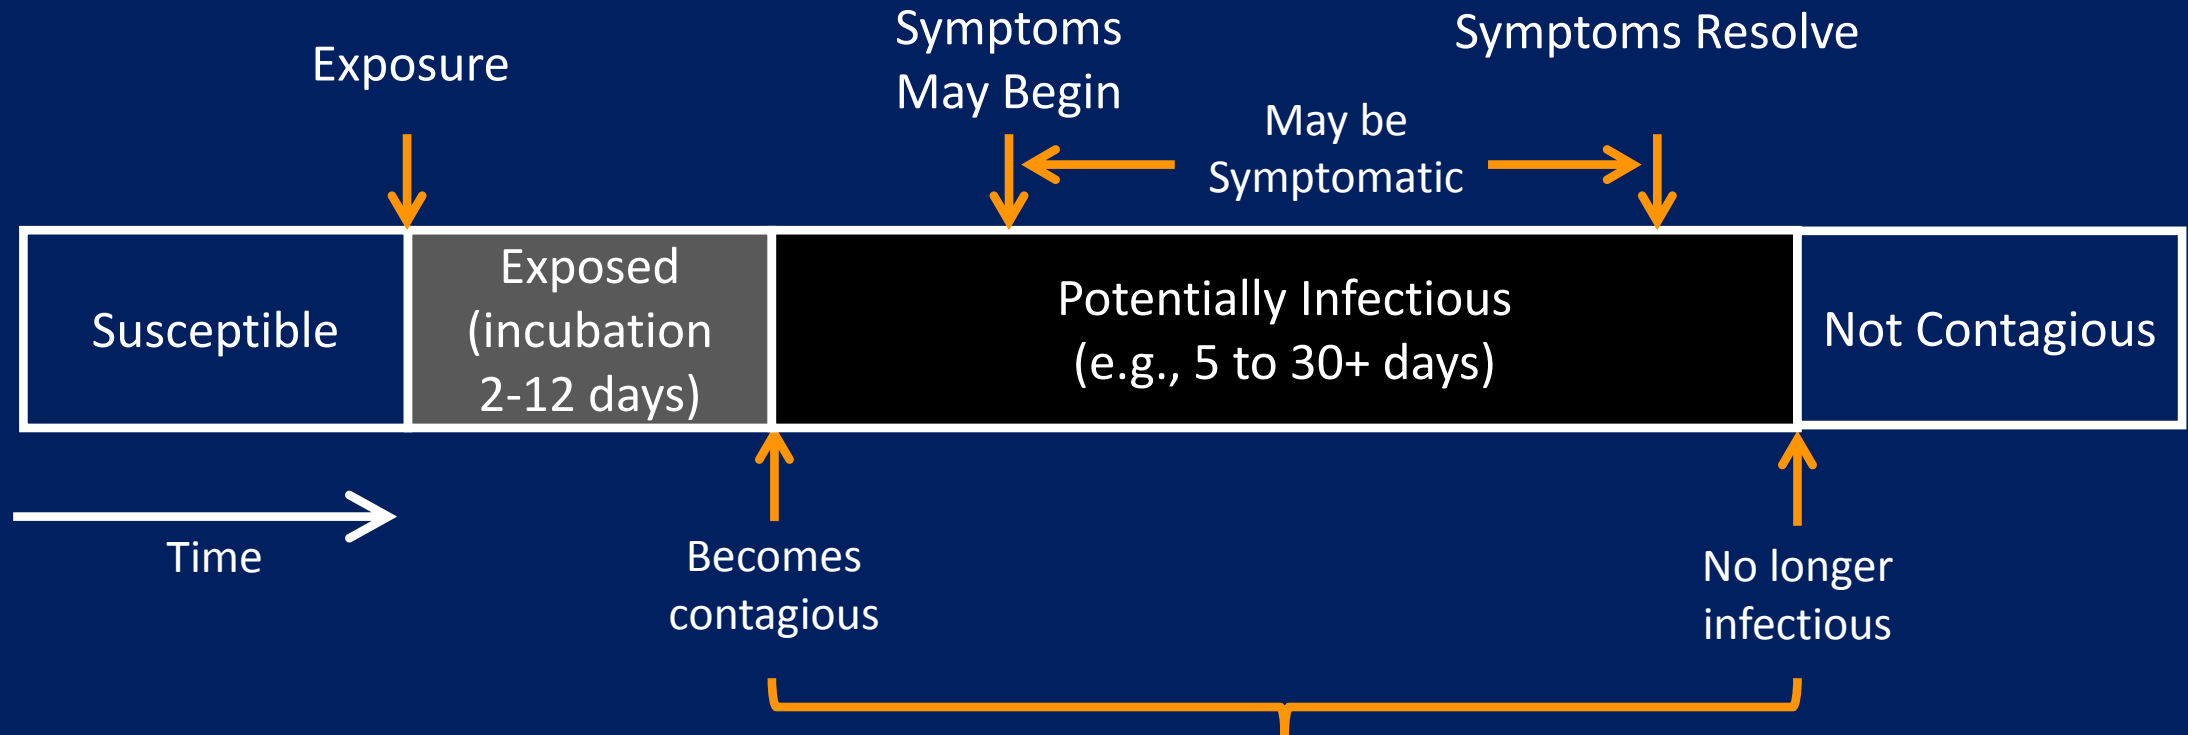 Exposure
Symptoms
May Begin
Symptoms Resolve
May be
Symptomatic
Susceptible
Exposed
(incubation
2-12 days)
Potentially Infectious
(e.g., 5 to 30+ days)
Not Contagious
Time
Becomes
contagious
No longer
infectious